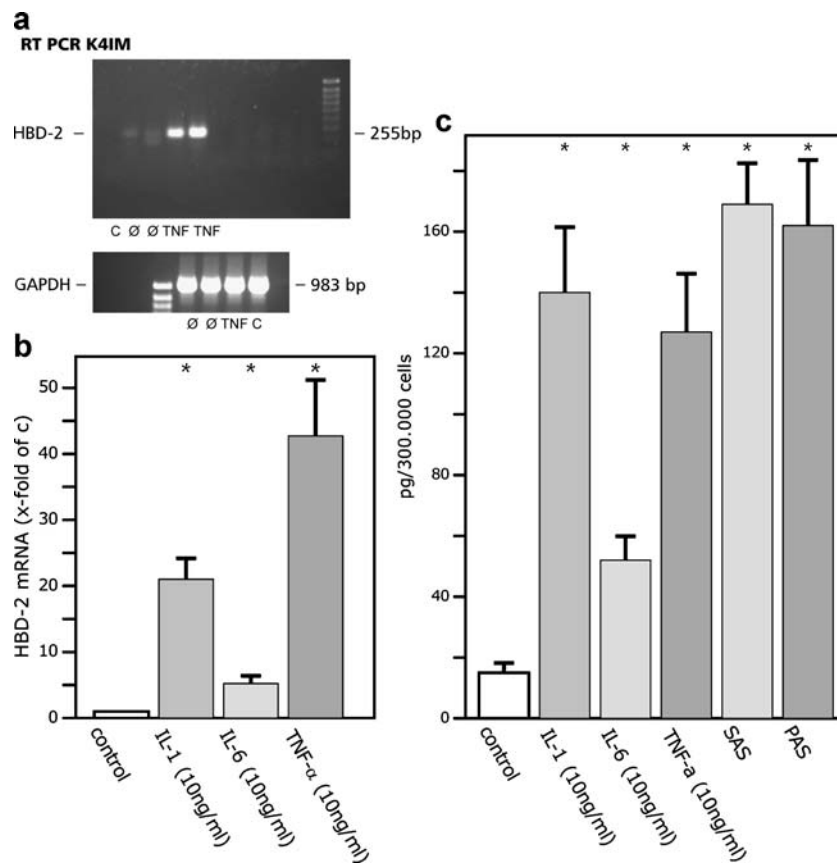 a
RT PCR K4IM
HBD-2 – – 255bp
C Ø Ø TNF TNF
GAPDH – – 983 bp
Ø Ø TNF C
b
HBD-2 mRNA (x-fold of c)
50
40
30
20
10
0
* * *
control
IL-1 (10ng/ml)
IL-6 (10ng/ml)
TNF-α (10ng/ml)
c
pg/300.000 cells
160
120
80
40
0
* * * * *
control
IL-1 (10ng/ml)
IL-6 (10ng/ml)
TNF-a (10ng/ml)
SAS
PAS